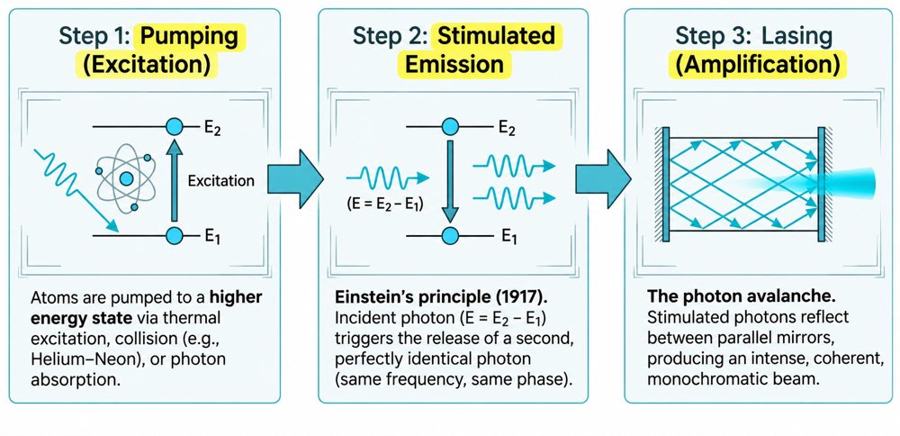 Step 1: Pumping
(Excitation)
E₂
Excitation
E₁
Atoms are pumped to a higher
energy state via thermal
excitation, collision (e.g.,
Helium–Neon), or photon
absorption.
Step 2: Stimulated
Emission
E₂
(E = E₂ – E₁)
E₁
Einstein's principle (1917).
Incident photon (E = E₂ – E₁)
triggers the release of a second,
perfectly identical photon
(same frequency, same phase).
Step 3: Lasing
(Amplification)
The photon avalanche.
Stimulated photons reflect
between parallel mirrors,
producing an intense, coherent,
monochromatic beam.